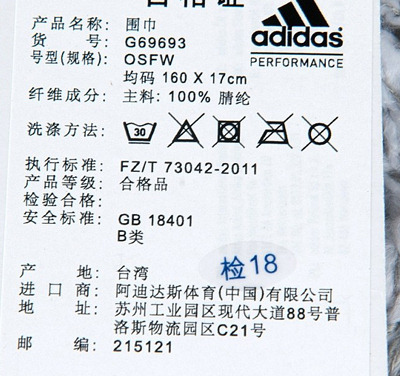 合格证
adidas
PERFORMANCE
产品名称: 围巾
货 号: G69693
号型(规格): OSFW
均码 160 X 17cm
纤维成分: 主料: 100% 腈纶
洗涤方法: 30
执行标准: FZ/T 73042-2011
产品等级: 合格品
检验合格:
安全标准: GB 18401
B类
检18
产 地: 台湾
进 口 商: 阿迪达斯体育(中国)有限公司
地 址: 苏州工业园区现代大道88号普
洛斯物流园区C21号
邮 编: 215121